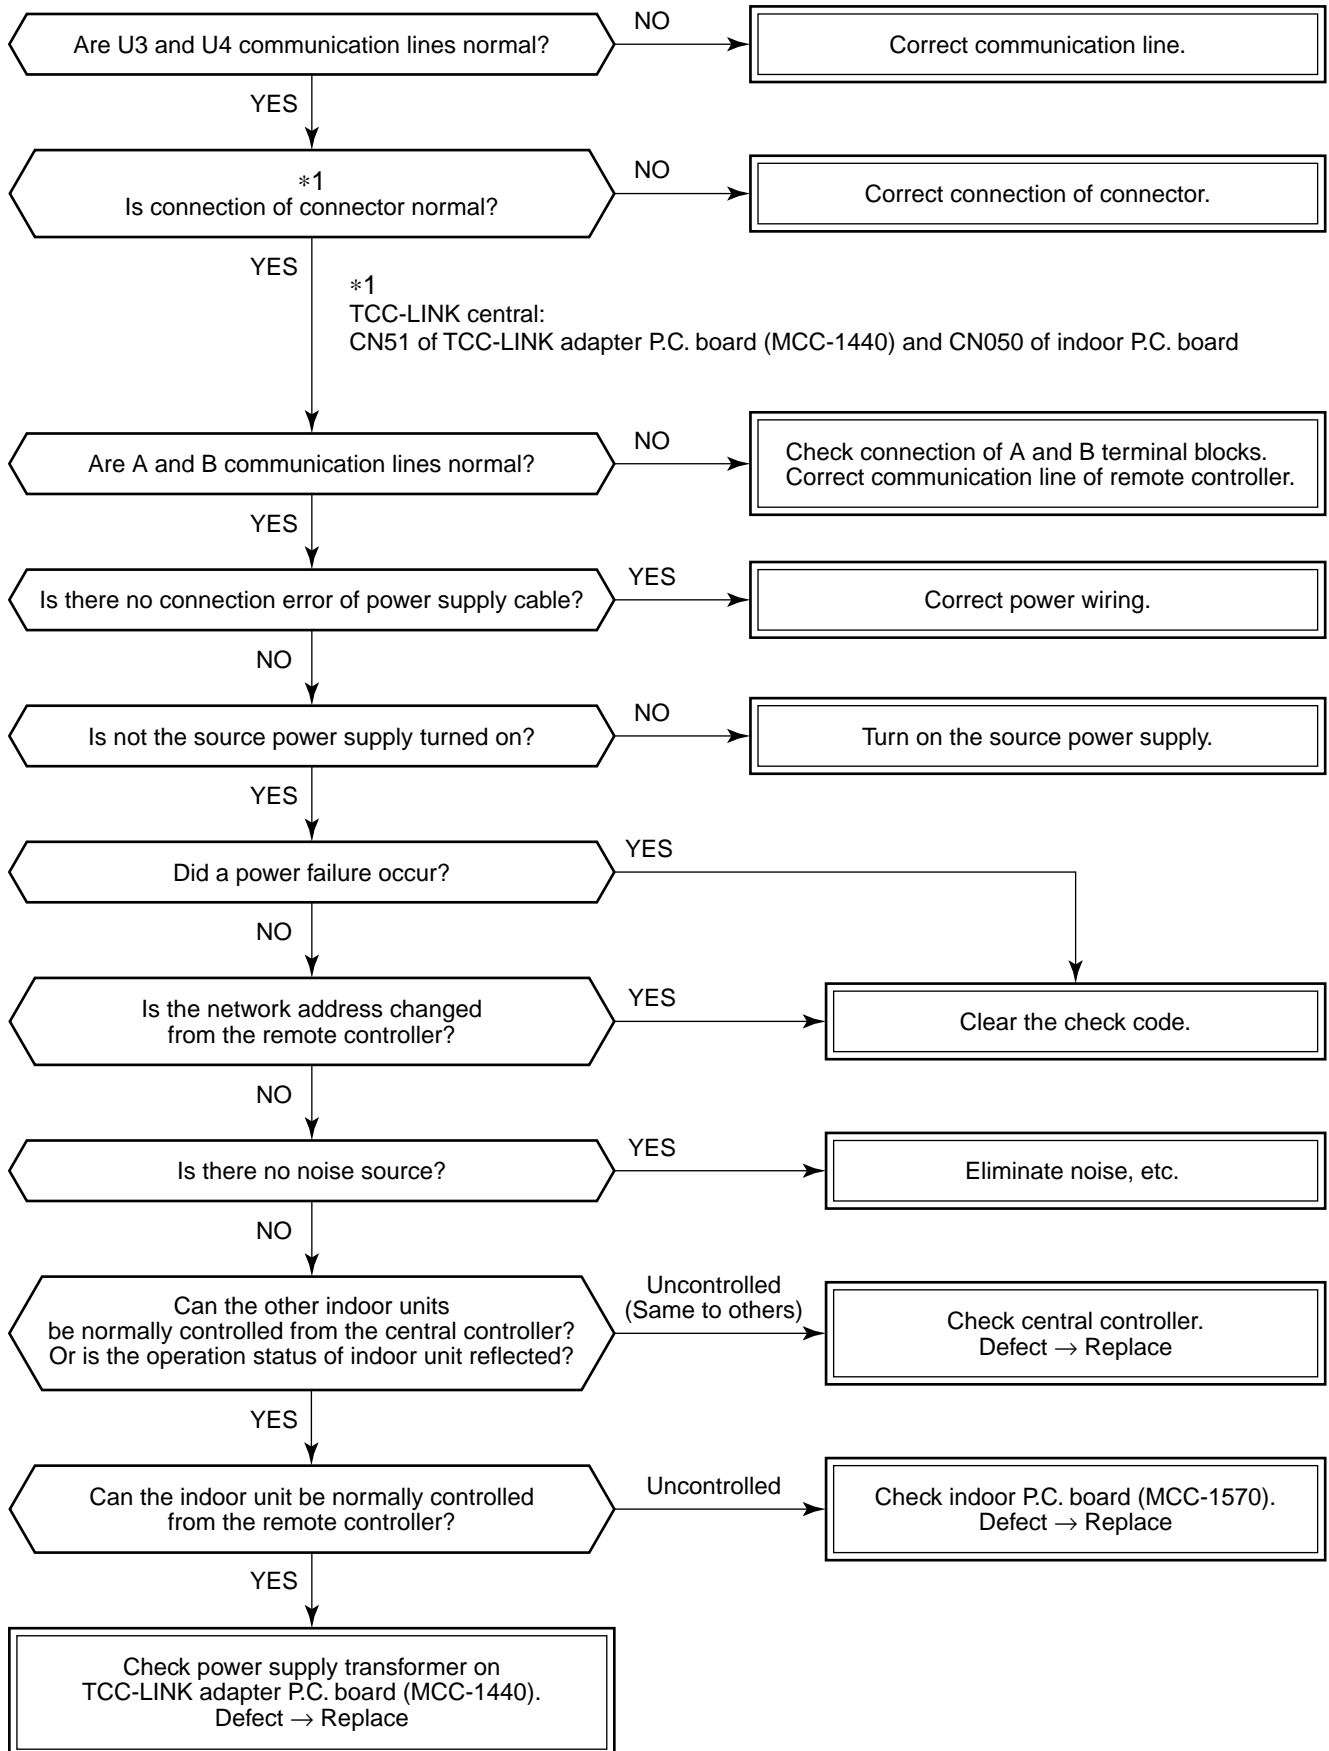 Are U3 and U4 communication lines normal?
NO
Correct communication line.
YES
*1
Is connection of connector normal?
NO
Correct connection of connector.
YES
*1
TCC-LINK central:
CN51 of TCC-LINK adapter P.C. board (MCC-1440) and CN050 of indoor P.C. board
Are A and B communication lines normal?
NO
Check connection of A and B terminal blocks.
Correct communication line of remote controller.
YES
Is there no connection error of power supply cable?
YES
Correct power wiring.
NO
Is not the source power supply turned on?
NO
Turn on the source power supply.
YES
Did a power failure occur?
YES
NO
Is the network address changed
from the remote controller?
YES
Clear the check code.
NO
Is there no noise source?
YES
Eliminate noise, etc.
NO
Can the other indoor units
be normally controlled from the central controller?
Or is the operation status of indoor unit reflected?
Uncontrolled
(Same to others)
Check central controller.
Defect → Replace
YES
Can the indoor unit be normally controlled
from the remote controller?
Uncontrolled
Check indoor P.C. board (MCC-1570).
Defect → Replace
YES
Check power supply transformer on
TCC-LINK adapter P.C. board (MCC-1440).
Defect → Replace